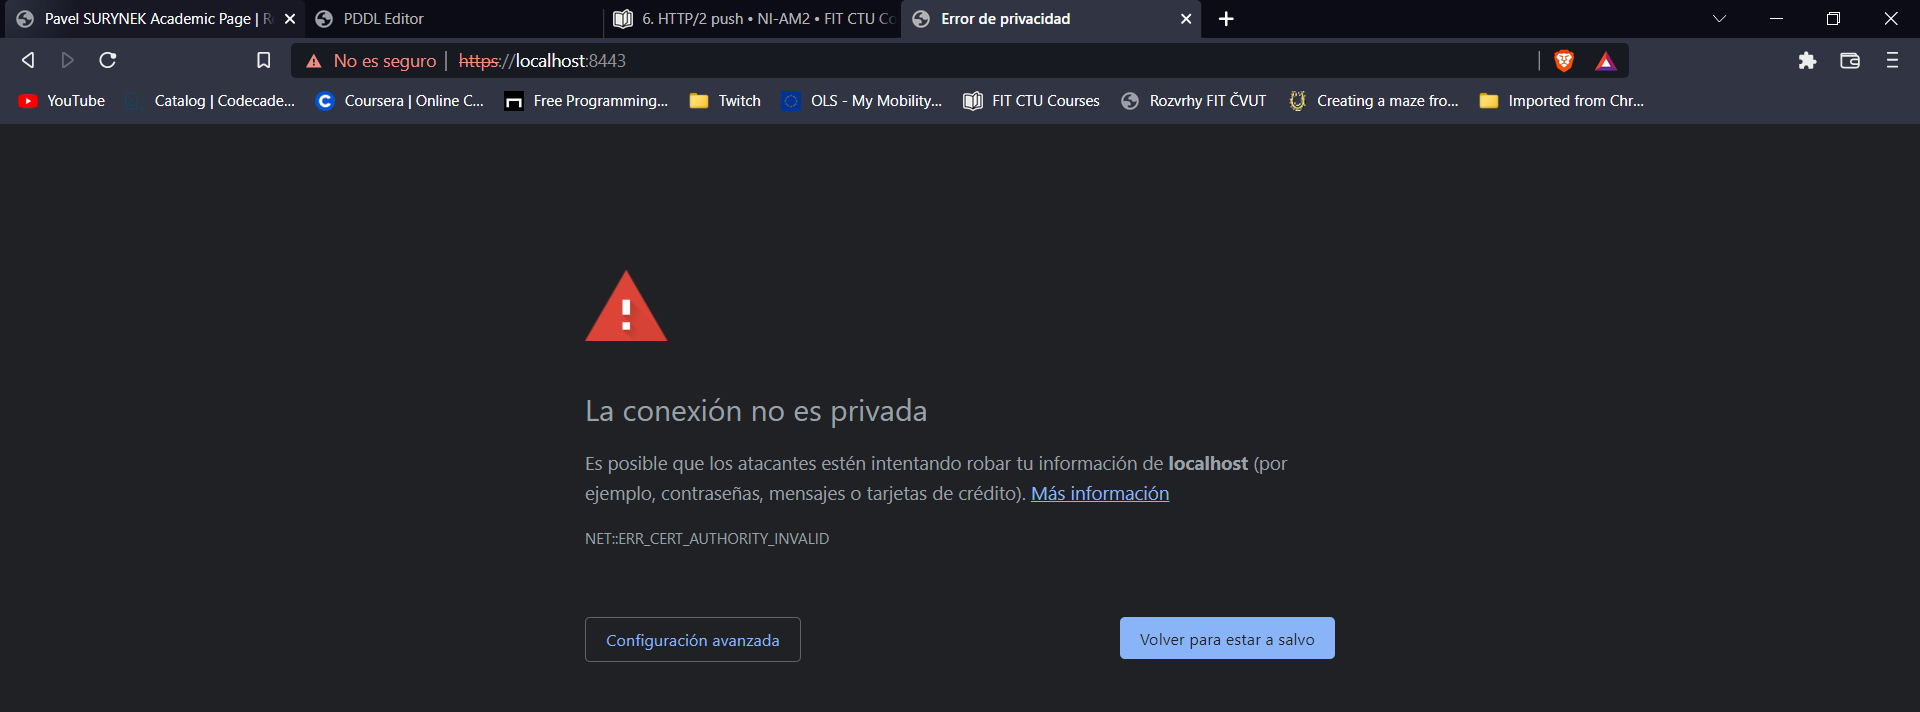 Pavel SURYNEK Academic Page | Re
PDDL Editor
6. HTTP/2 push • NI-AM2 • FIT CTU Co
Error de privacidad
No es seguro
https://localhost:8443
YouTube
Catalog | Codecade...
Coursera | Online C...
Free Programming...
Twitch
OLS - My Mobility...
FIT CTU Courses
Rozvrhy FIT ČVUT
Creating a maze fro...
Imported from Chr...
La conexión no es privada
Es posible que los atacantes estén intentando robar tu información de localhost (por
ejemplo, contraseñas, mensajes o tarjetas de crédito). Más información
NET::ERR_CERT_AUTHORITY_INVALID
Configuración avanzada
Volver para estar a salvo